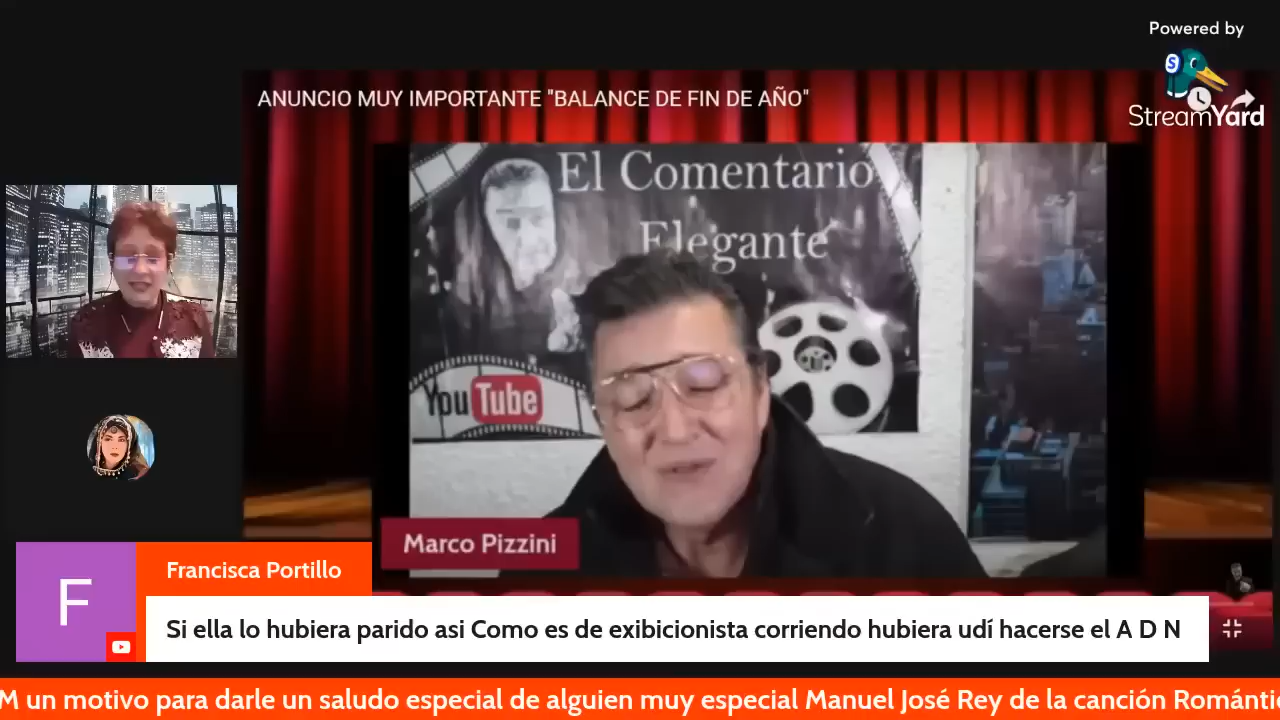 Powered by
StreamYard
ANUNCIO MUY IMPORTANTE "BALANCE DE FIN DE AÑO"
El Comentario
Elegante
YouTube
Marco Pizzini
F
Francisca Portillo
Si ella lo hubiera parido asi Como es de exibicionista corriendo hubiera udí hacerse el A D N
M un motivo para darle un saludo especial de alguien muy especial Manuel José Rey de la canción Romántic